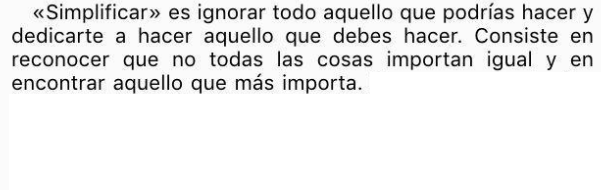 «Simplificar» es ignorar todo aquello que podrías hacer y
dedicarte a hacer aquello que debes hacer. Consiste en
reconocer que no todas las cosas importan igual y en
encontrar aquello que más importa.